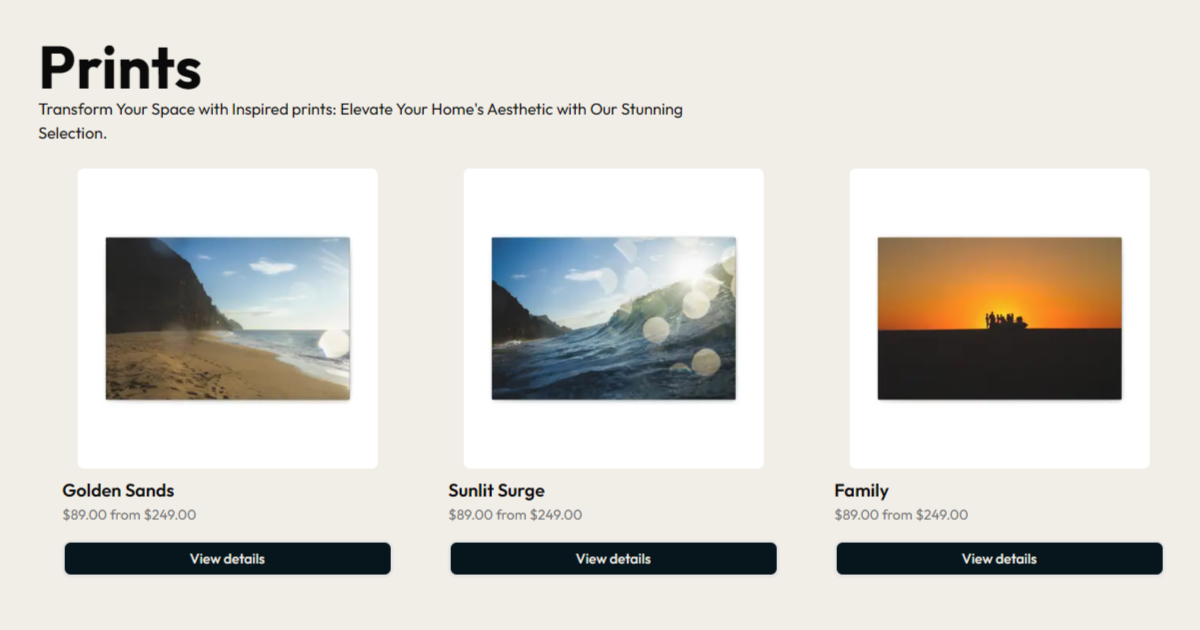 Prints
Transform Your Space with Inspired prints: Elevate Your Home's Aesthetic with Our Stunning
Selection.
Golden Sands
$89.00 from $249.00
View details
Sunlit Surge
$89.00 from $249.00
View details
Family
$89.00 from $249.00
View details